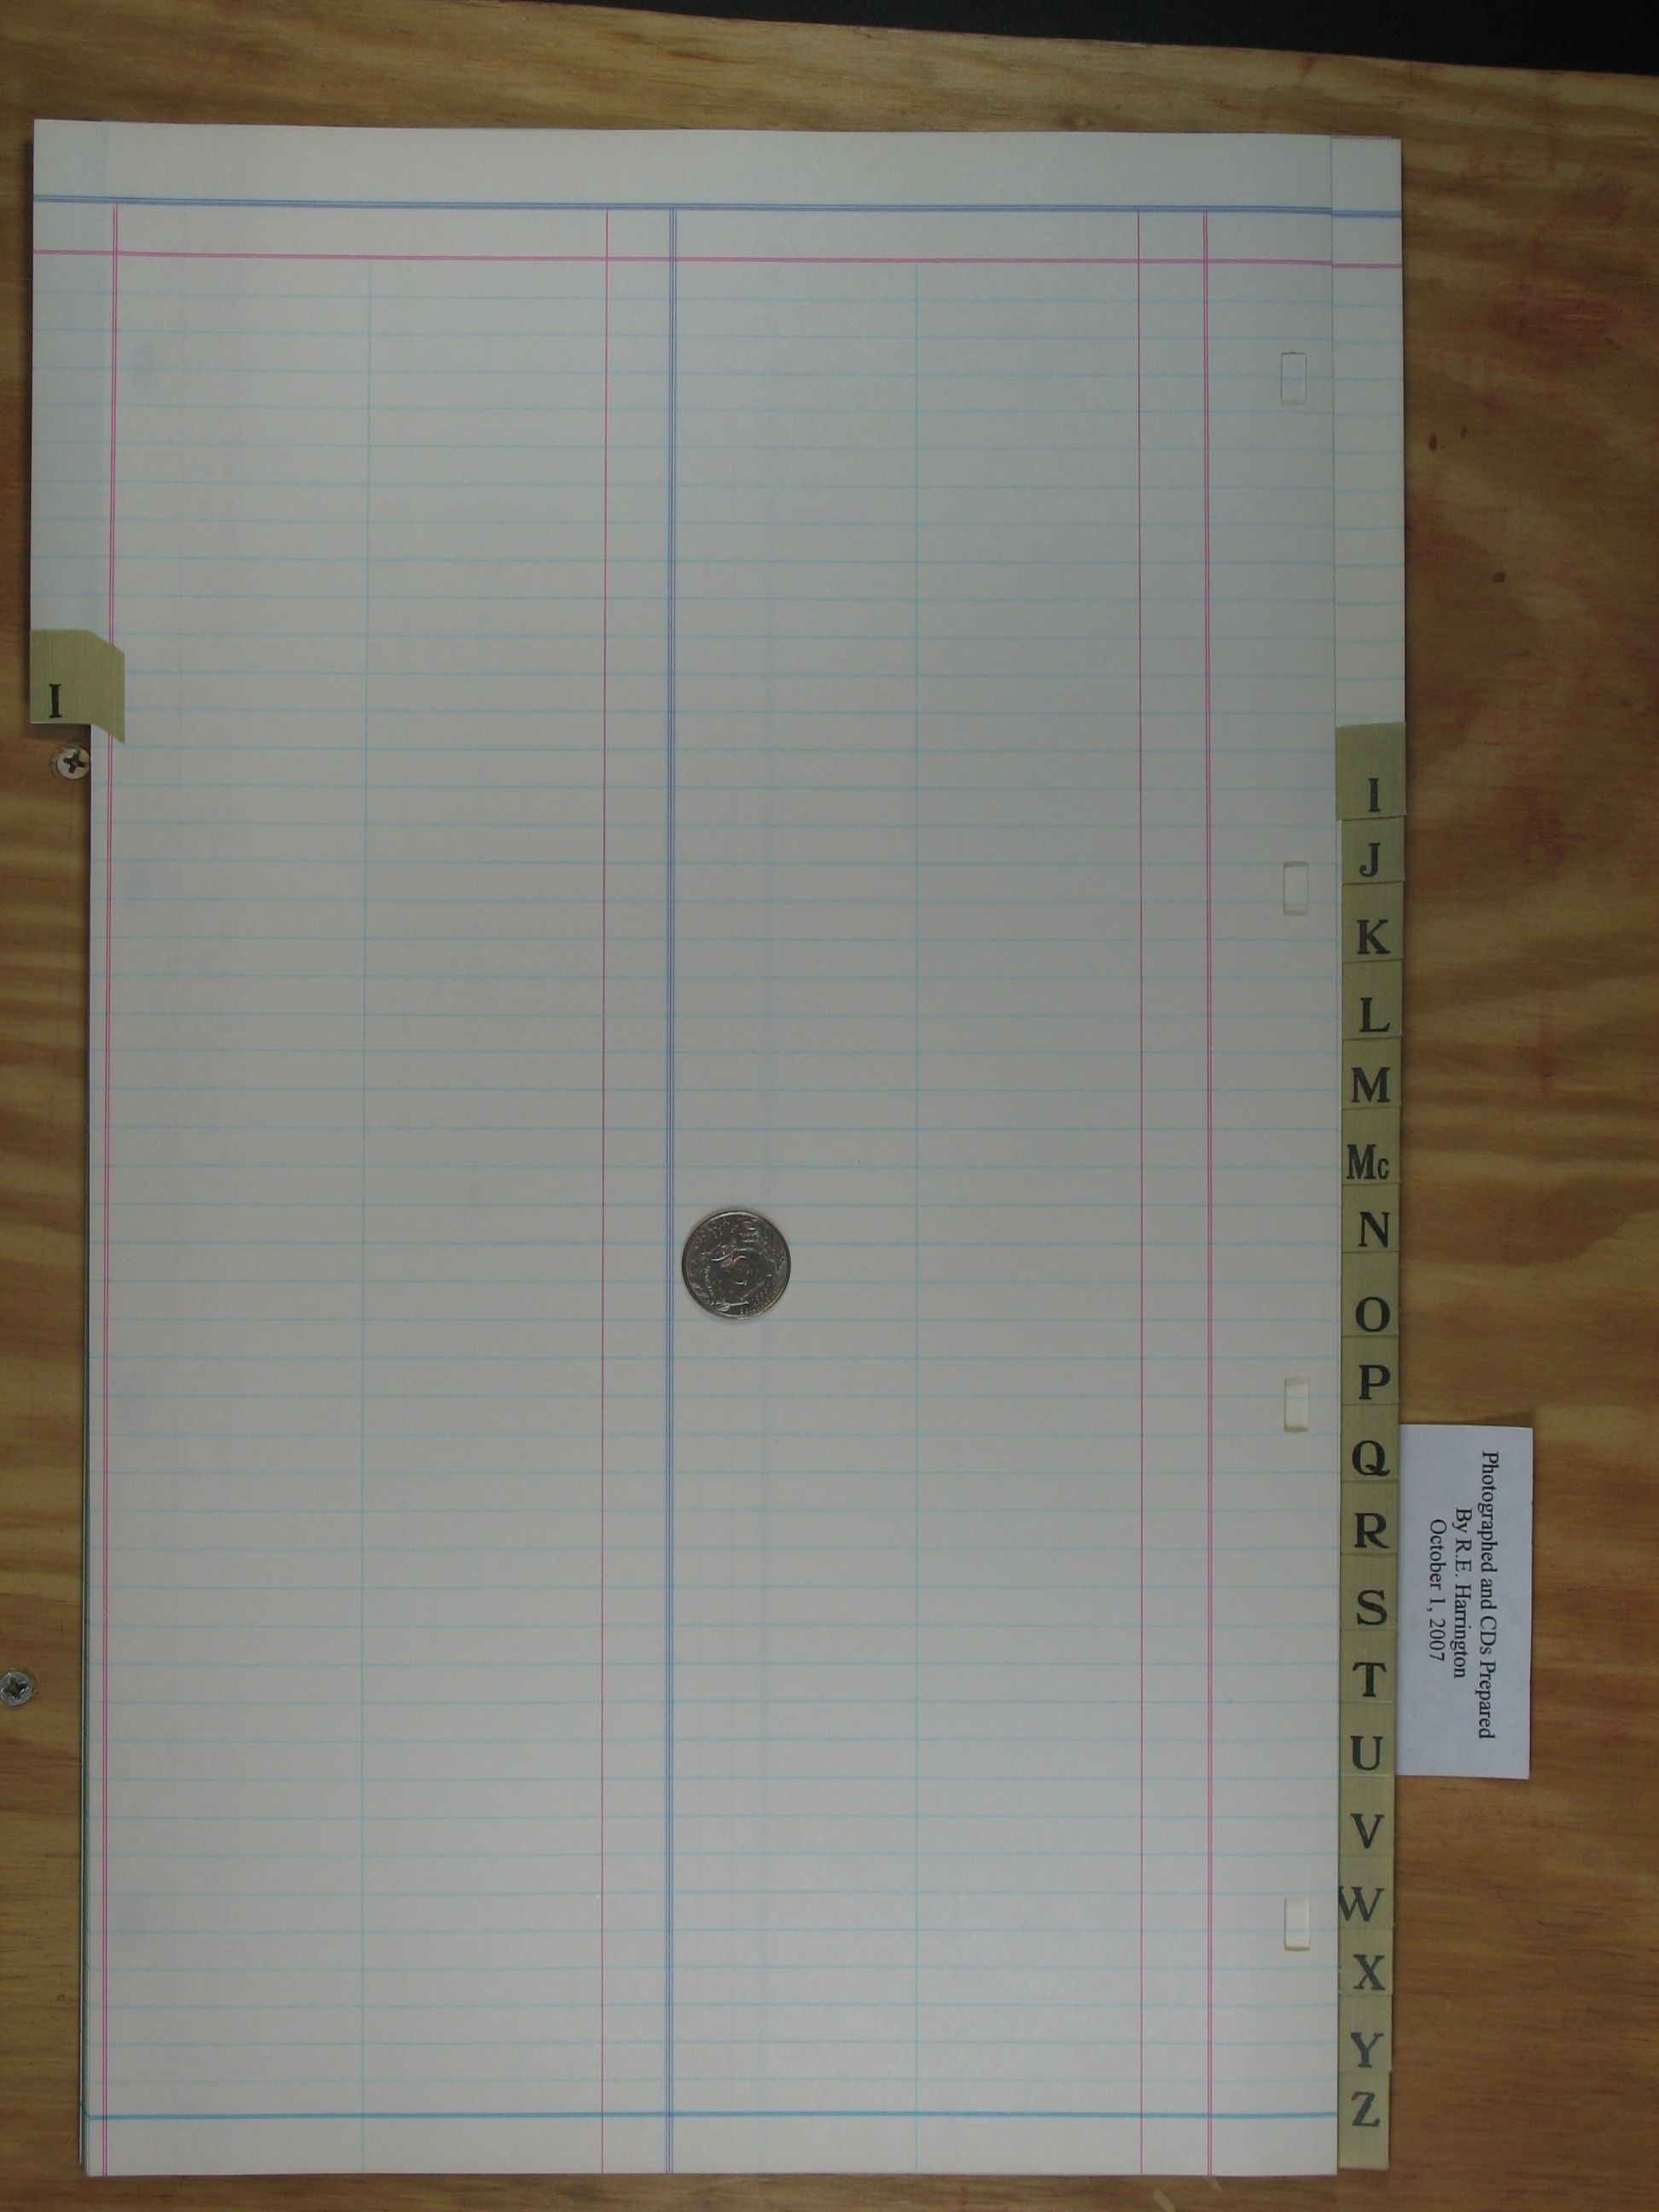 I
I
J
K
L
M
Mc
N
O
P
Q
R
S
T
U
V
W
X
Y
Z
Photographed and CDs Prepared
By R.E. Harrington
October 1, 2007